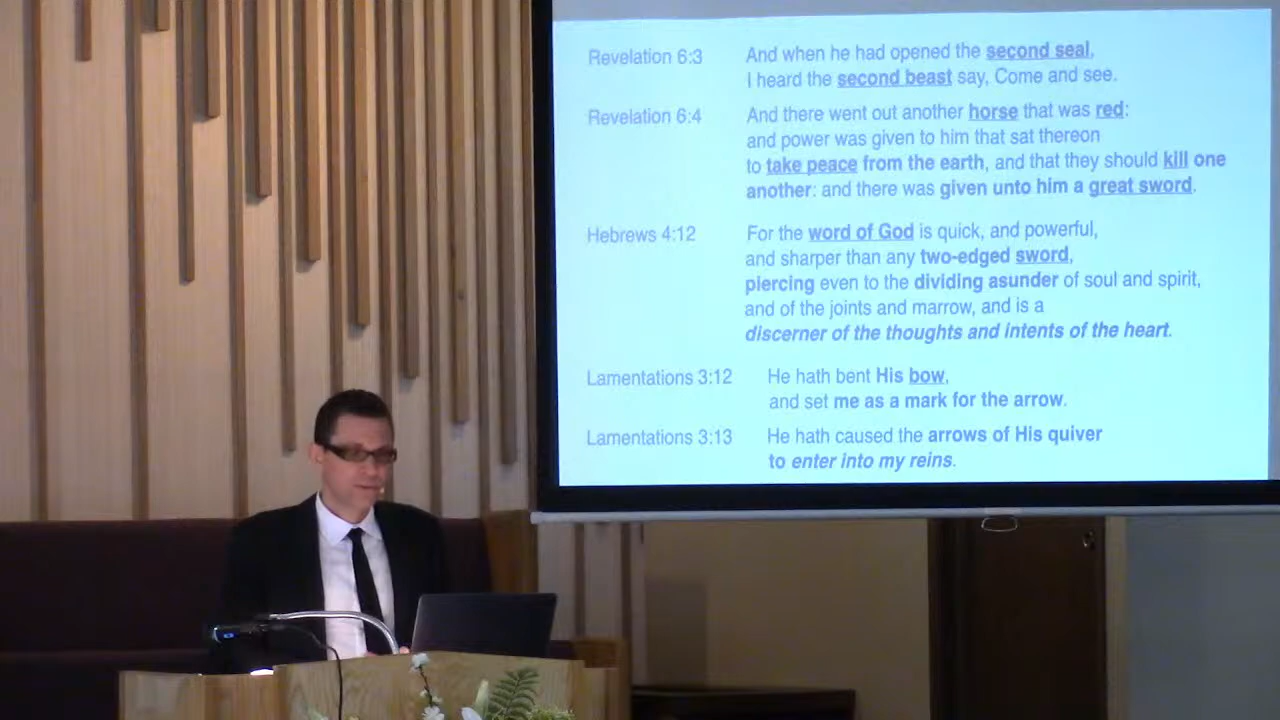 Revelation 6:3 And when he had opened the second seal,
I heard the second beast say, Come and see.
Revelation 6:4 And there went out another horse that was red:
and power was given to him that sat thereon
to take peace from the earth, and that they should kill one
another: and there was given unto him a great sword.
Hebrews 4:12 For the word of God is quick, and powerful,
and sharper than any two-edged sword,
piercing even to the dividing asunder of soul and spirit,
and of the joints and marrow, and is a
discerner of the thoughts and intents of the heart.
Lamentations 3:12 He hath bent His bow,
and set me as a mark for the arrow.
Lamentations 3:13 He hath caused the arrows of His quiver
to enter into my reins.